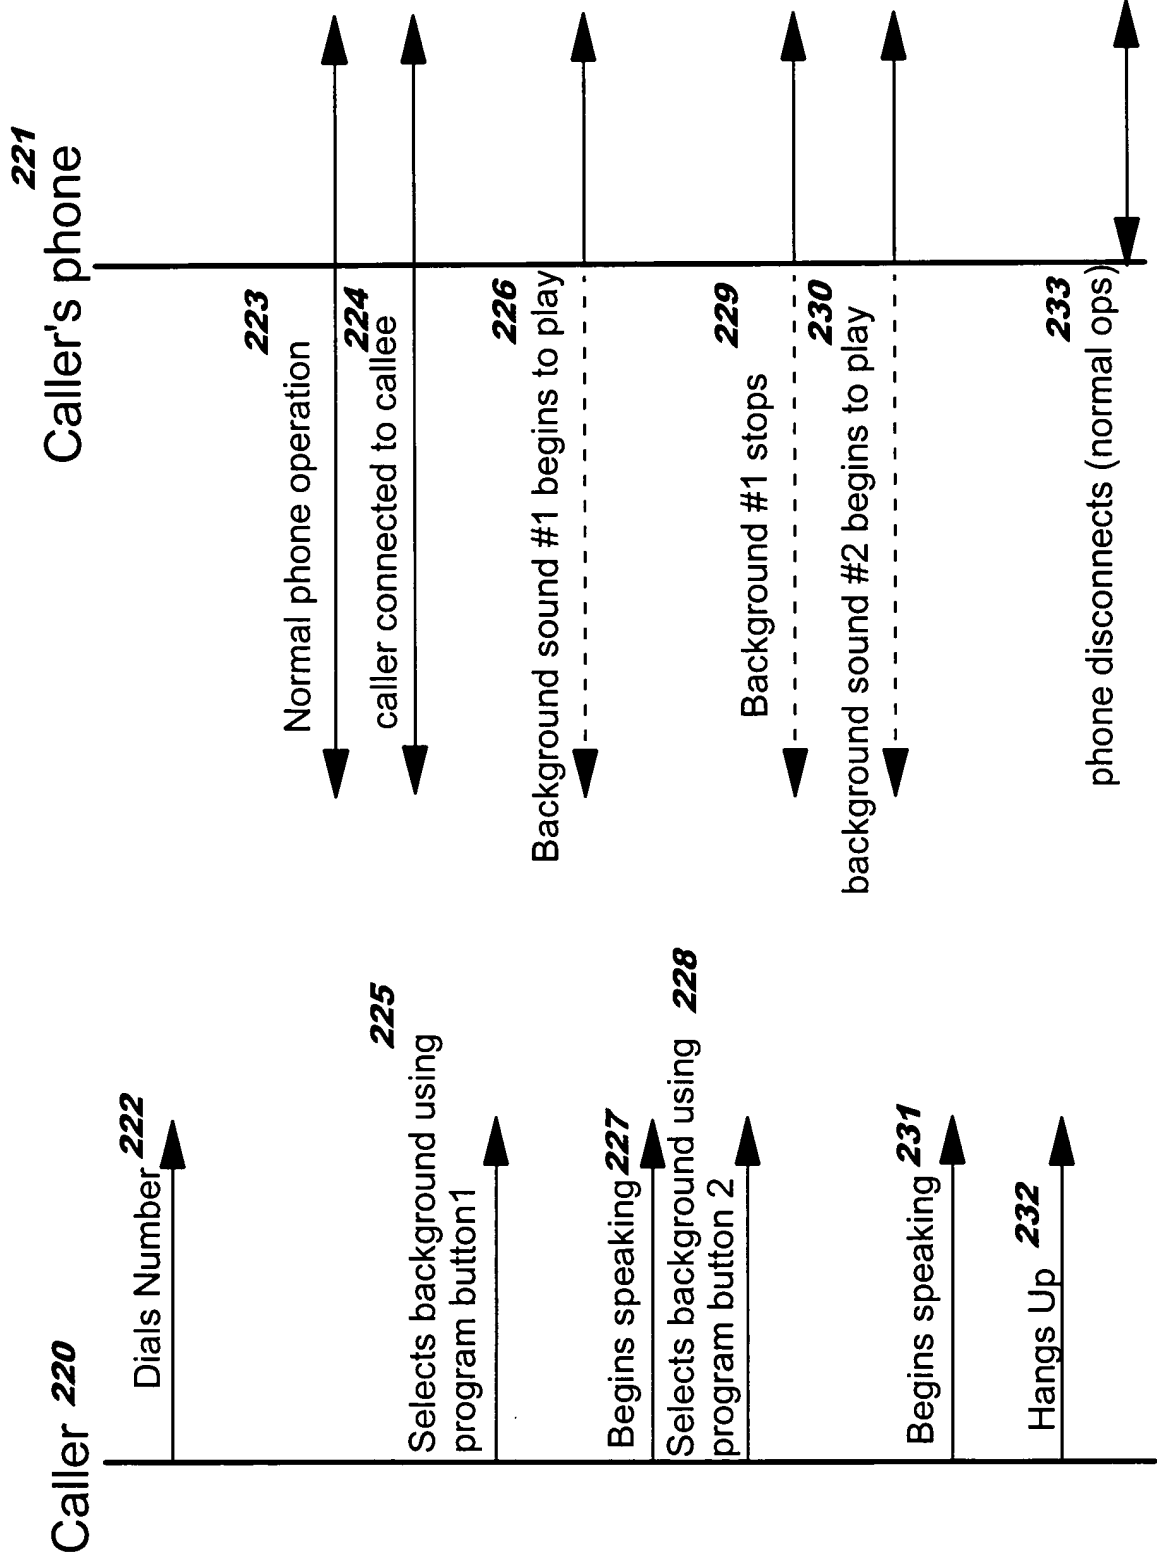 Caller 220
Caller's phone
221
Dials Number 222
223
Normal phone operation
224
caller connected to callee
225
Selects background using
program button1
226
Background sound #1 begins to play
Begins speaking 227
Selects background using 228
program button 2
229
Background #1 stops
230
background sound #2 begins to play
Begins speaking 231
Hangs Up 232
233
phone disconnects (normal ops)